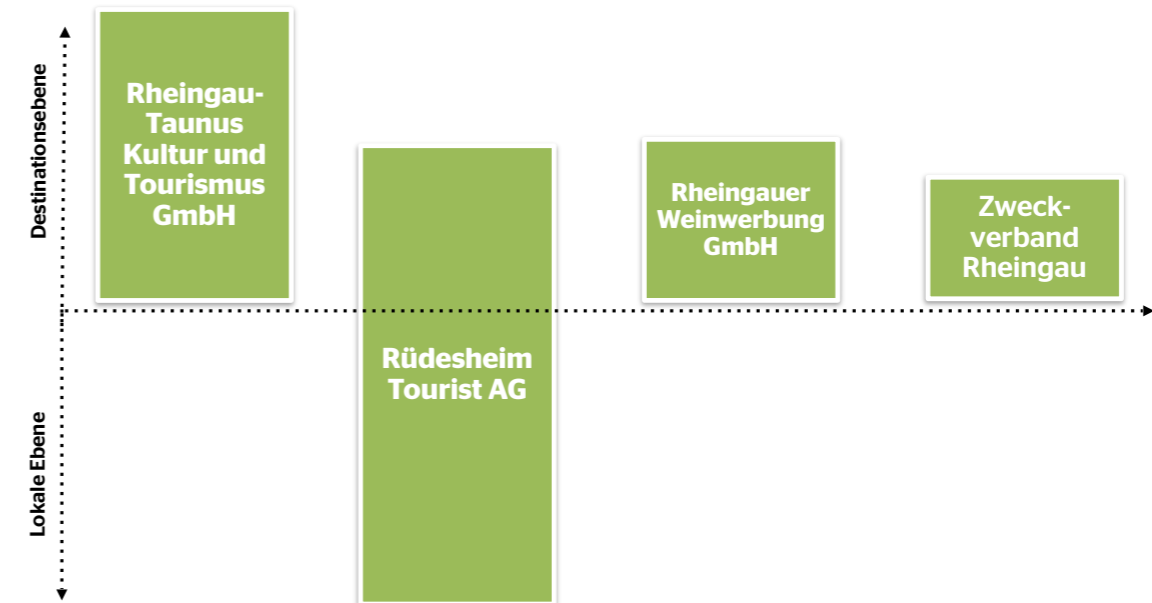 Destinationsebene
Lokale Ebene
Rheingau-
Taunus
Kultur und
Tourismus
GmbH
Rüdesheim
Tourist AG
Rheingauer
Weinwerbung
GmbH
Zweck-
verband
Rheingau